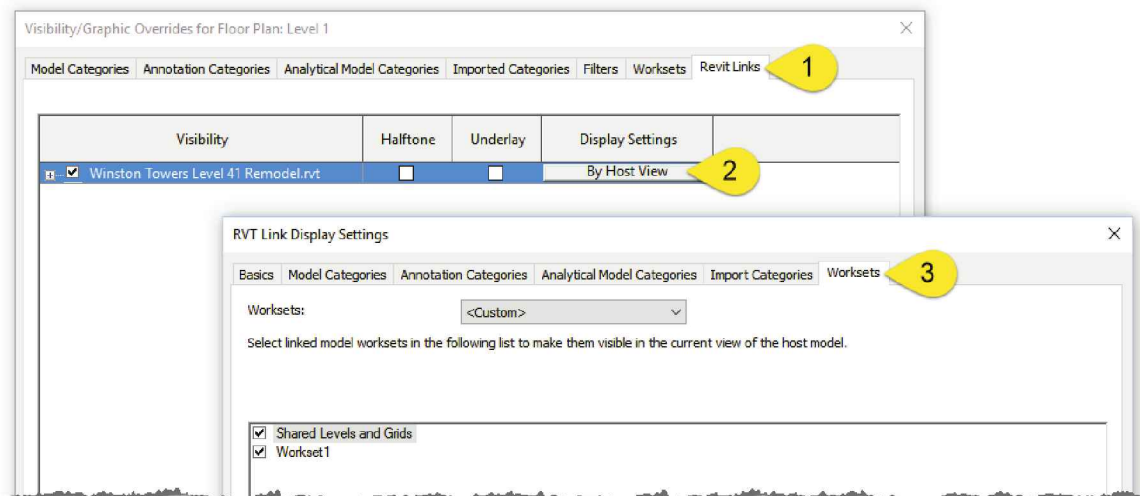 Visibility/Graphic Overrides for Floor Plan: Level 1
Model Categories Annotation Categories Analytical Model Categories Imported Categories Filters Worksets Revit Links 1
Visibility Halftone Underlay Display Settings
Winston Towers Level 41 Remodel.rvt By Host View 2
RVT Link Display Settings
Basics Model Categories Annotation Categories Analytical Model Categories Import Categories Worksets 3
Worksets: <Custom>
Select linked model worksets in the following list to make them visible in the current view of the host model.
Shared Levels and Grids
Workset1